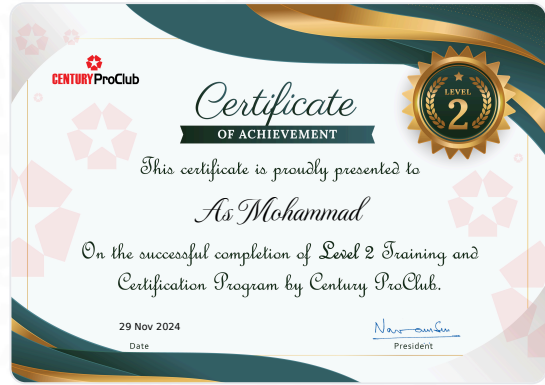 CENTURY ProClub
LEVEL
2
Certificate
OF ACHIEVEMENT
This certificate is proudly presented to
As Mohammad
On the successful completion of Level 2 Training and
Certification Program by Century ProClub.
29 Nov 2024
Date
President